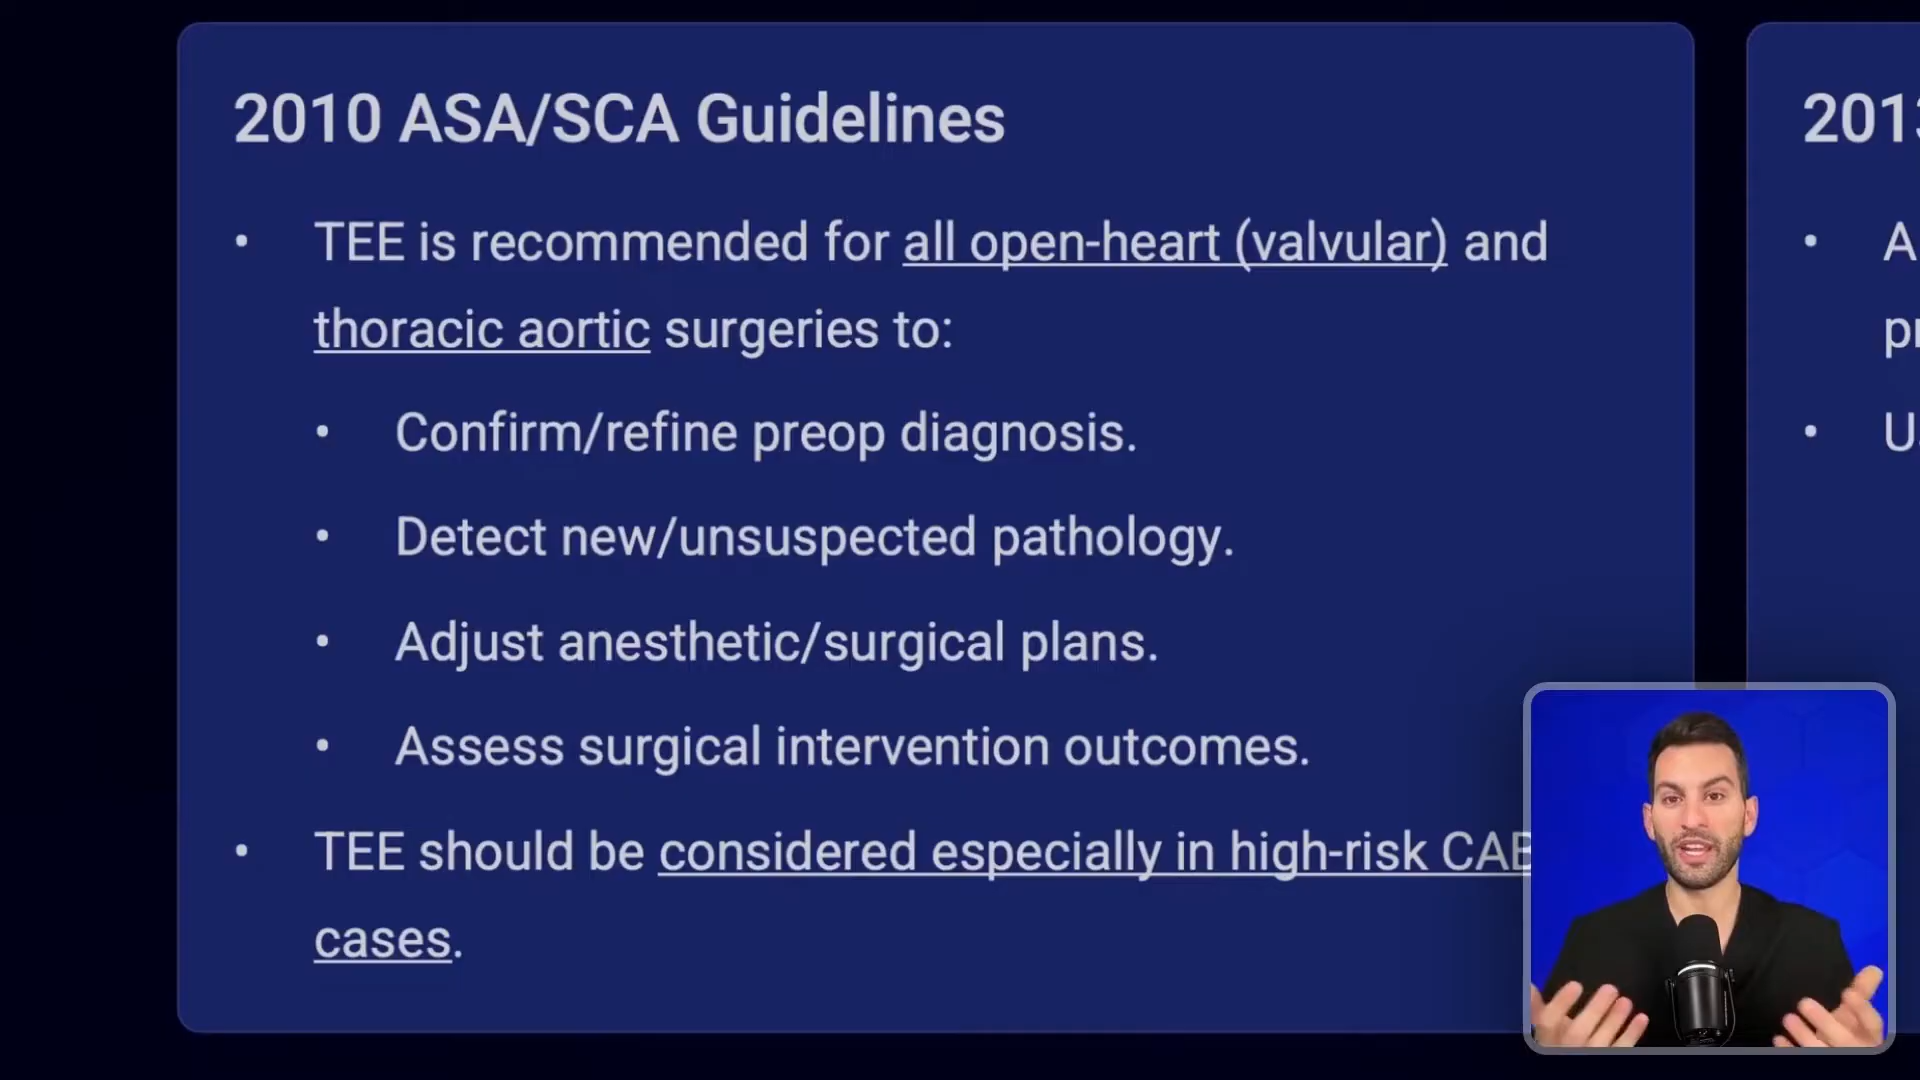 2010 ASA/SCA Guidelines
• TEE is recommended for all open-heart (valvular) and
thoracic aortic surgeries to:
• Confirm/refine preop diagnosis.
• Detect new/unsuspected pathology.
• Adjust anesthetic/surgical plans.
• Assess surgical intervention outcomes.
• TEE should be considered especially in high-risk
cases.